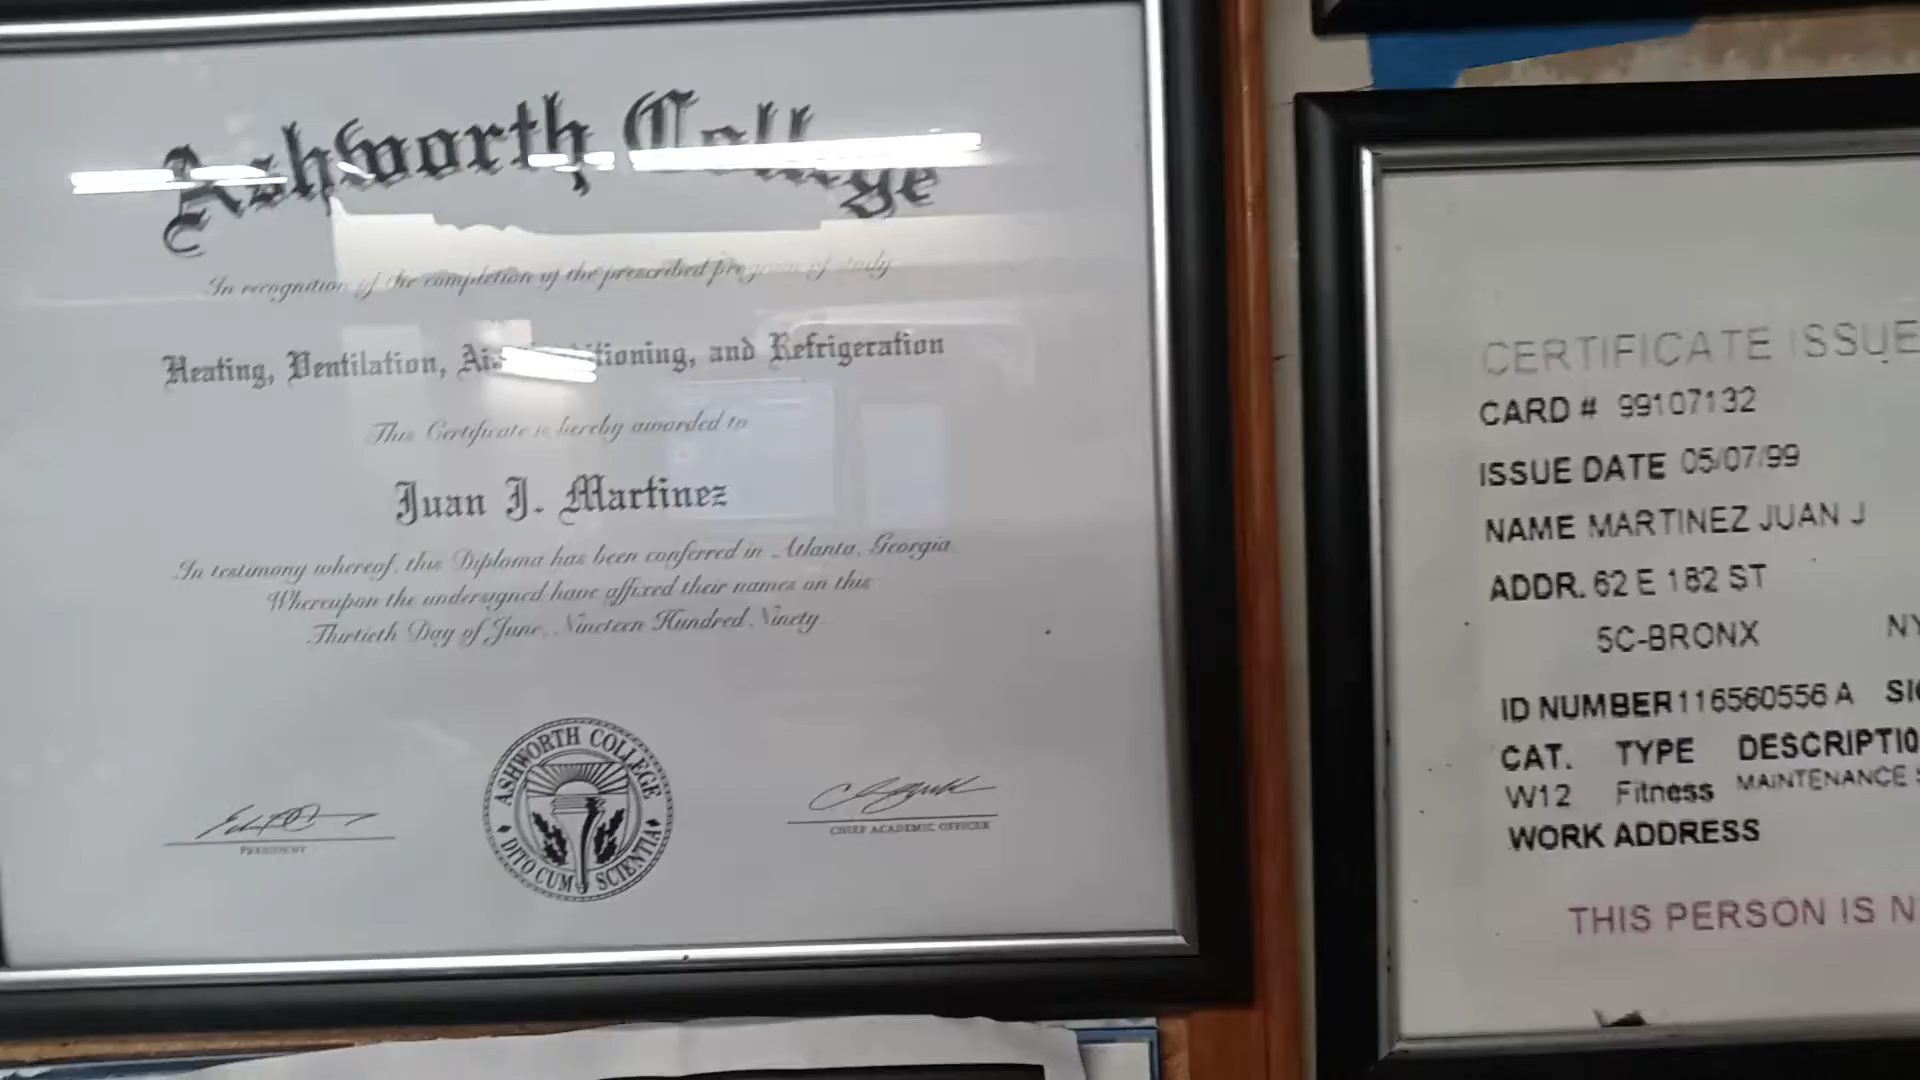 Ashworth College
In recognition of the completion of the prescribed program of study
Heating, Ventilation, Air Conditioning, and Refrigeration
This Certificate is hereby awarded to
Juan J. Martinez
In testimony whereof, this Diploma has been conferred in Atlanta, Georgia.
Whereupon the undersigned have affixed their names on this
Thirtieth Day of June, Nineteen Hundred Ninety.
ASHWORTH COLLEGE
DITO CUM SCIENTIA
PRESIDENT
CHIEF ACADEMIC OFFICER
CERTIFICATE ISSUE
CARD # 99107132
ISSUE DATE 05/07/99
NAME MARTINEZ JUAN J
ADDR. 62 E 182 ST
5C-BRONX NY
ID NUMBER 116560556 A SI
CAT. TYPE DESCRIPTIO
W12 Fitness MAINTENANCE
WORK ADDRESS
THIS PERSON IS N